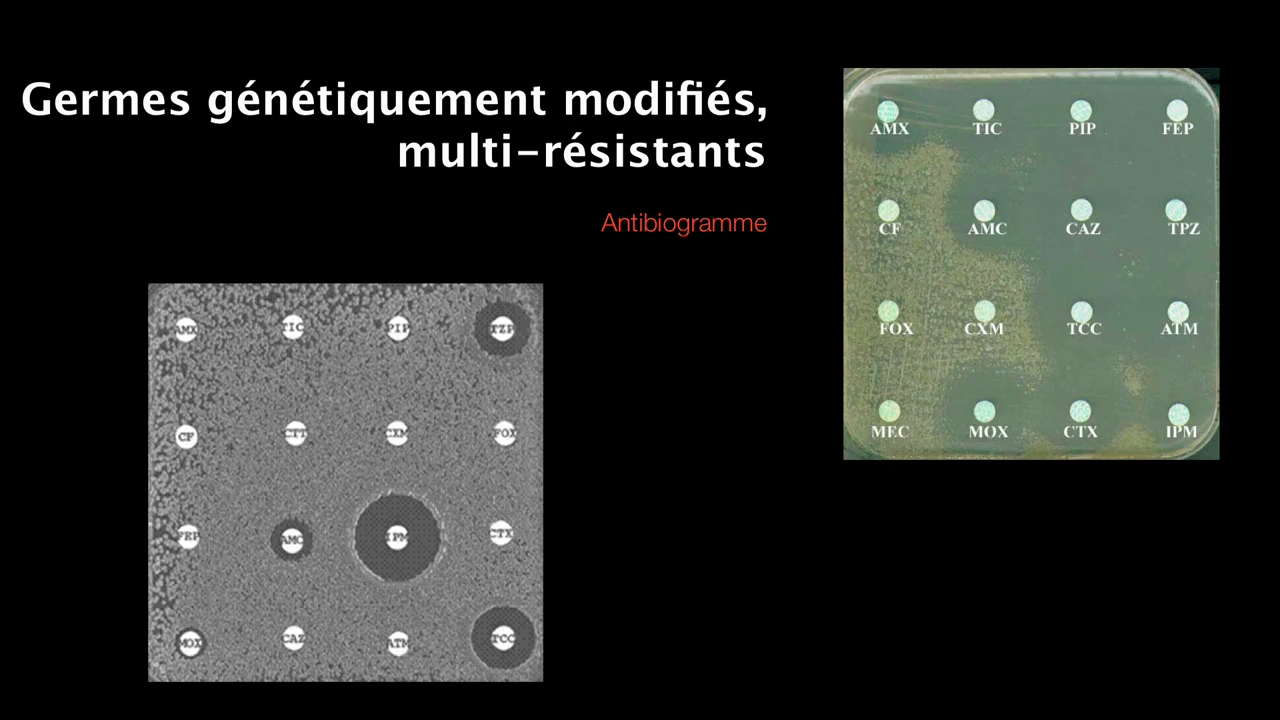 Germes génétiquement modifiés,
multi-résistants
Antibiogramme
AMX TIC PIP FEP
CF AMC CAZ TPZ
FOX CXM TCC ATM
MEC MOX CTX IPM
AMX TIC PIP TZP
CF CTT CXM FOX
FEP AMC IPM CTX
MOX CAZ ATM TCC